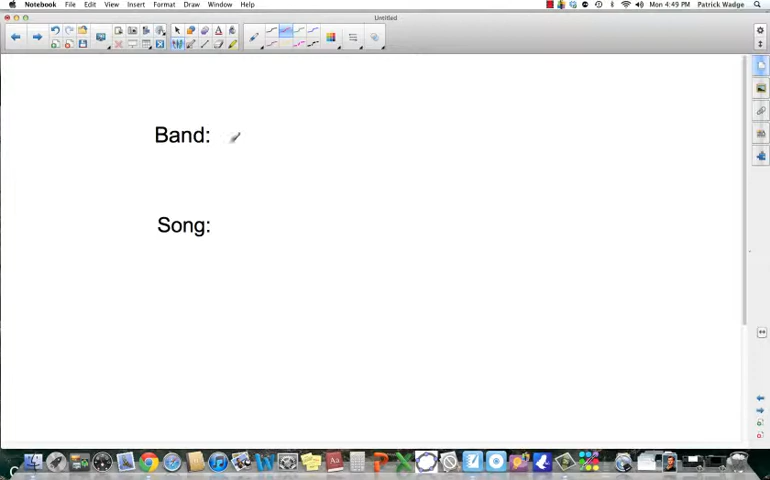 Notebook File Edit View Insert Format Draw Window Help Mon 4:49 PM Patrick Wadge
Untitled
Band:
Song: